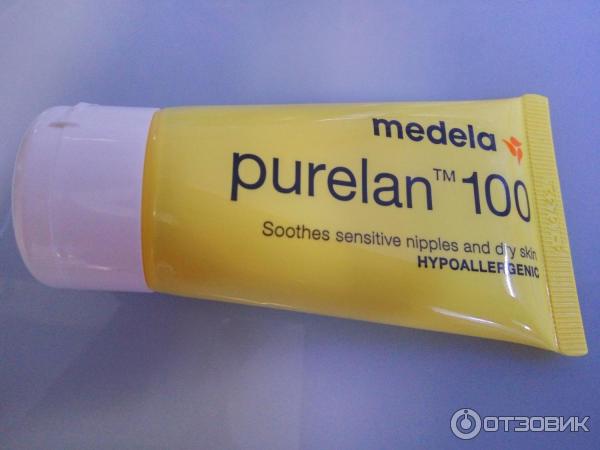 medela
purelan™ 100
Soothes sensitive nipples and dry skin
HYPOALLERGENIC
ОТЗОВИК